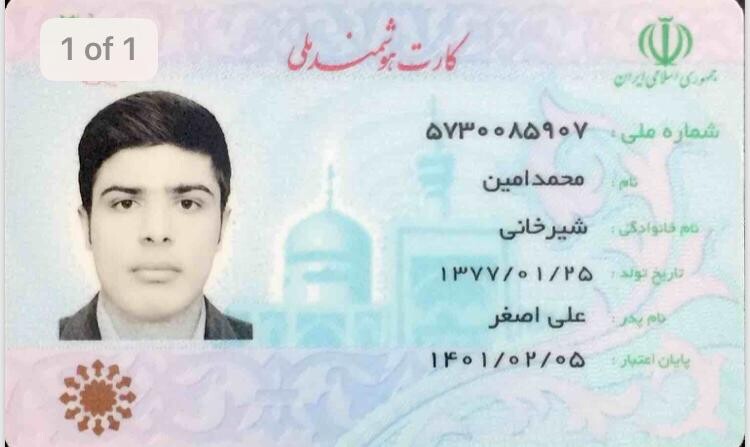 1 of 1
کارت هوشمند ملی
جمهوری اسلامی ایران
شماره ملی : ۵۷۳۰۰۸۵۹۰۷
نام : محمدامین
نام خانوادگی : شیرخانی
تاریخ تولد : ۱۳۷۷/۰۱/۲۵
نام پدر : علی اصغر
پایان اعتبار : ۱۴۰۱/۰۲/۰۵